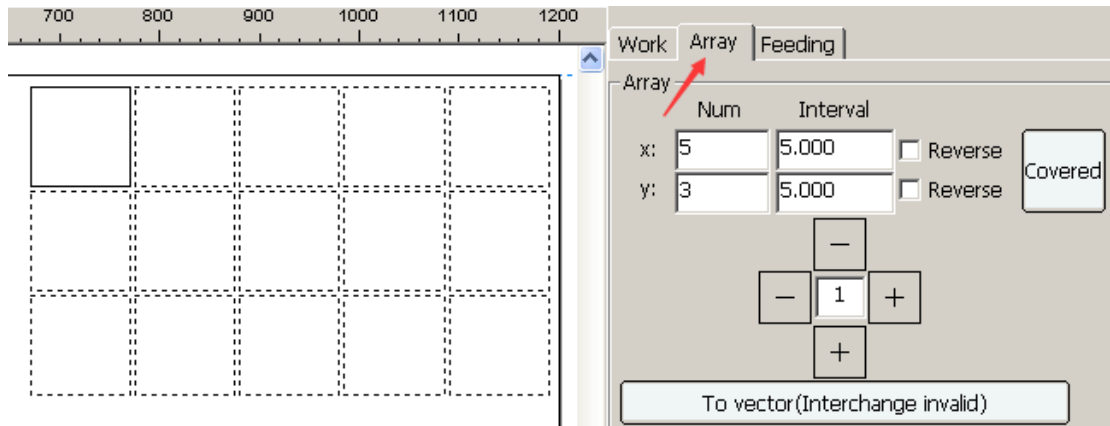 700 800 900 1000 1100 1200
Work Array Feeding
Array
Num Interval
x: 5 5.000 Reverse
Covered
y: 3 5.000 Reverse
−
− 1 +
+
To vector(Interchange invalid)